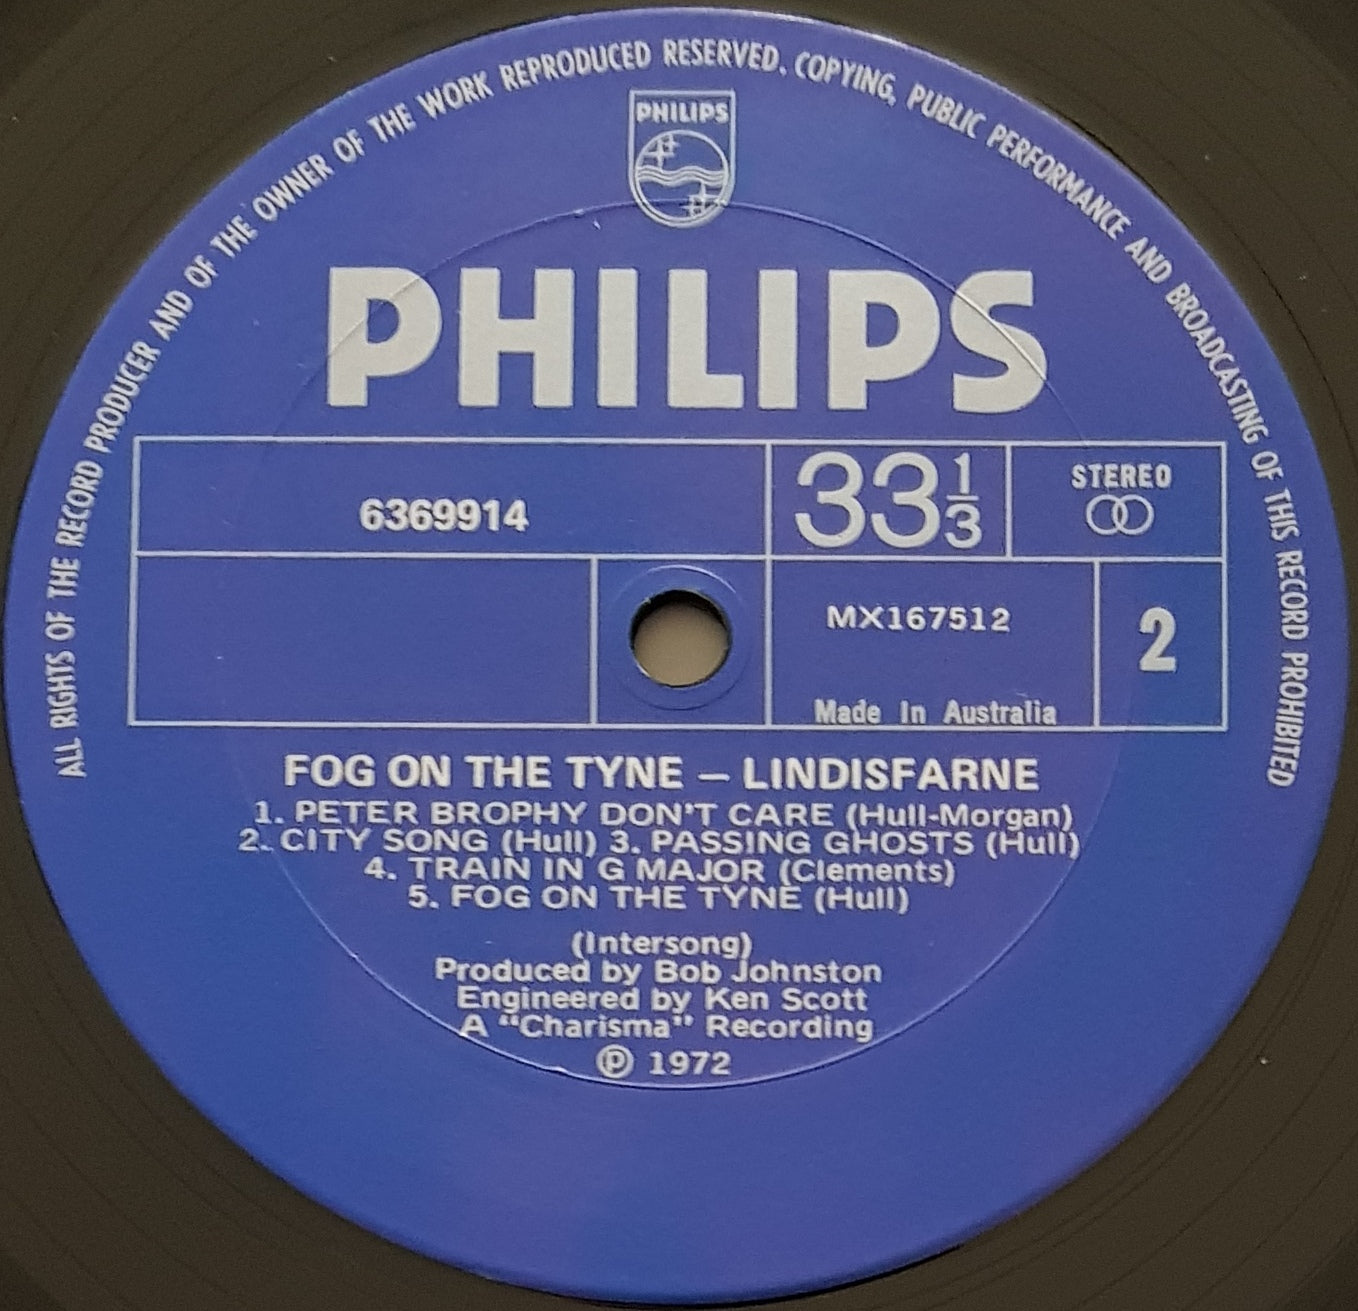 ALL RIGHTS OF THE RECORD PRODUCER AND OF THE OWNER OF THE WORK REPRODUCED RESERVED. COPYING, PUBLIC PERFORMANCE AND BROADCASTING OF THIS RECORD PROHIBITED
PHILIPS
PHILIPS
6369914
33 1/3
STEREO
MX167512
2
Made In Australia
FOG ON THE TYNE – LINDISFARNE
1. PETER BROPHY DON'T CARE (Hull-Morgan)
2. CITY SONG (Hull) 3. PASSING GHOSTS (Hull)
4. TRAIN IN G MAJOR (Clements)
5. FOG ON THE TYNE (Hull)
(Intersong)
Produced by Bob Johnston
Engineered by Ken Scott
A "Charisma" Recording
℗ 1972